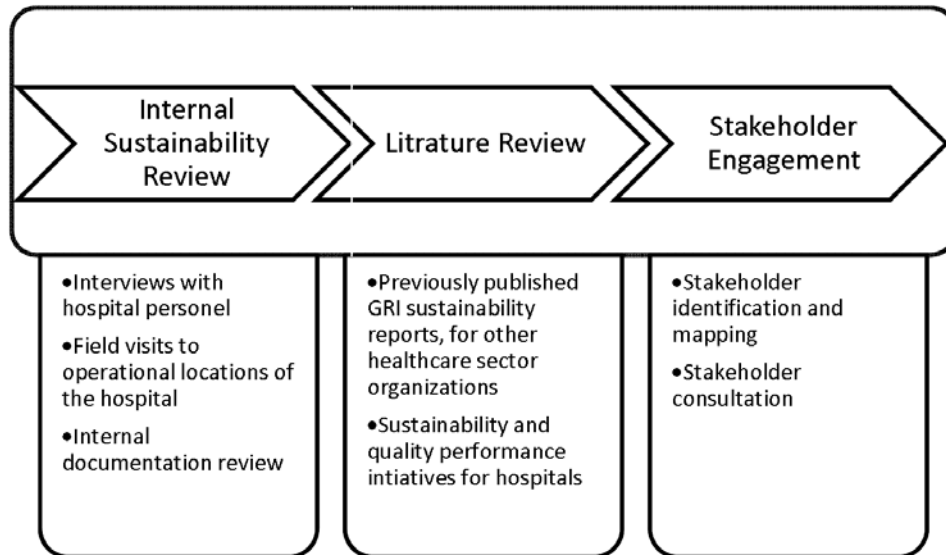 Internal
Sustainability
Review
Litrature Review
Stakeholder
Engagement
•Interviews with
hospital personel
•Field visits to
operational locations of
the hospital
•Internal
documentation review
•Previously published
GRI sustainability
reports, for other
healthcare sector
organizations
•Sustainability and
quality performance
intiatives for hospitals
•Stakeholder
identification and
mapping
•Stakeholder
consultation